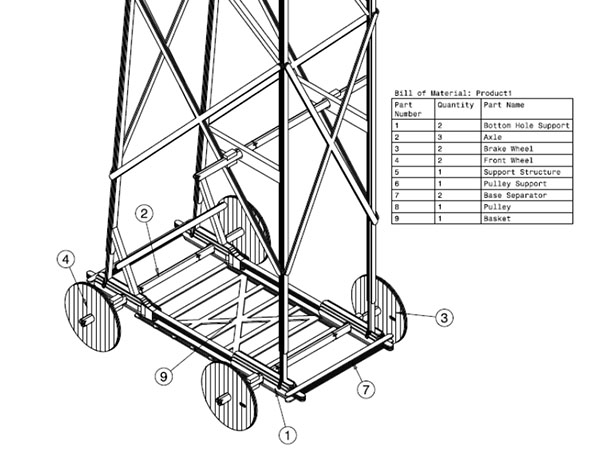 Bill of Material: Product1
Part Number Quantity Part Name
1 2 Bottom Hole Support
2 3 Axle
3 2 Brake Wheel
4 2 Front Wheel
5 1 Support Structure
6 1 Pulley Support
7 2 Base Separator
8 1 Pulley
9 1 Basket
2
4
3
9
7
1